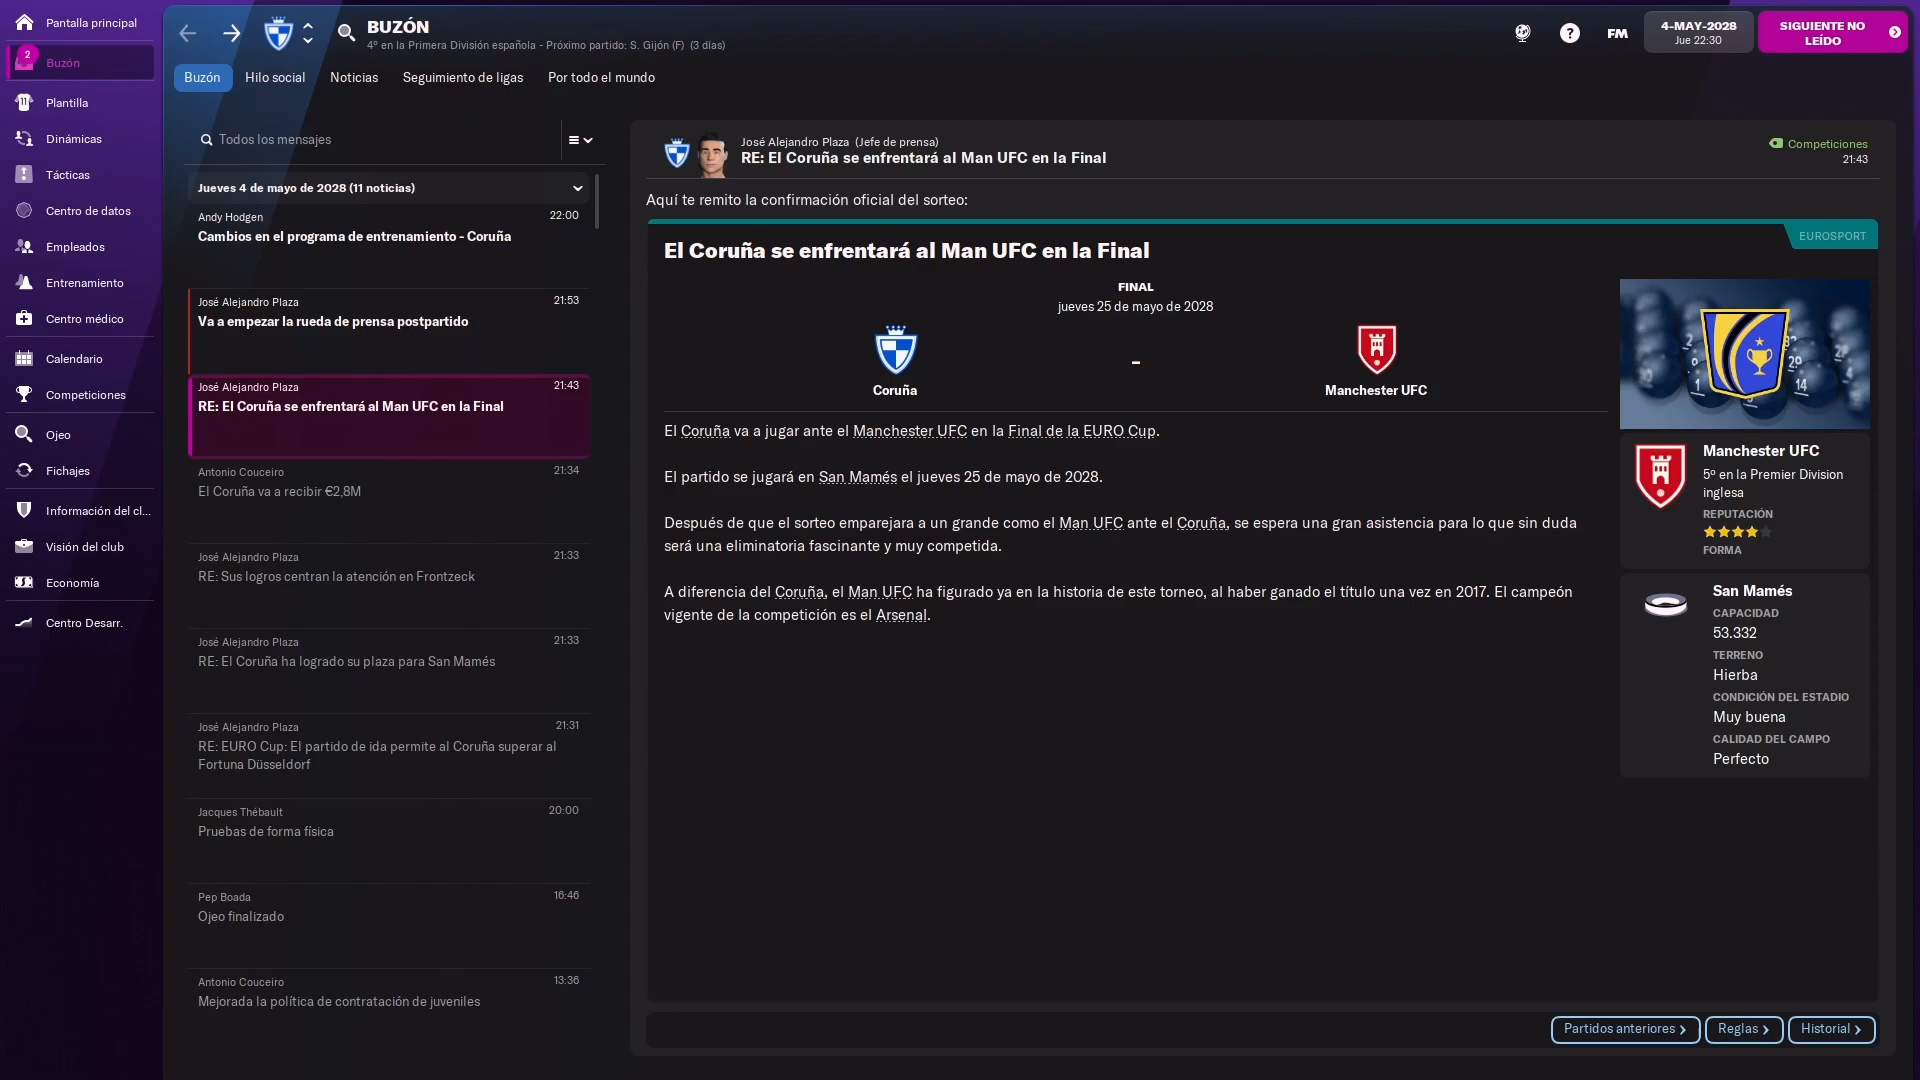 Pantalla principal
2
Buzón
Plantilla
Dinámicas
Tácticas
Centro de datos
Empleados
Entrenamiento
Centro médico
Calendario
Competiciones
Ojeo
Fichajes
Información del cl...
Visión del club
Economía
Centro Desarr.
BUZÓN
4º en la Primera División española - Próximo partido: S. Gijón (F) (3 días)
FM
4-MAY-2028
Jue 22:30
SIGUIENTE NO LEÍDO
Buzón
Hilo social
Noticias
Seguimiento de ligas
Por todo el mundo
Todos los mensajes
Jueves 4 de mayo de 2028 (11 noticias)
Andy Hodgen
22:00
Cambios en el programa de entrenamiento - Coruña
José Alejandro Plaza
21:53
Va a empezar la rueda de prensa postpartido
José Alejandro Plaza
21:43
RE: El Coruña se enfrentará al Man UFC en la Final
Antonio Couceiro
21:34
El Coruña va a recibir €2,8M
José Alejandro Plaza
21:33
RE: Sus logros centran la atención en Frontzeck
José Alejandro Plaza
21:33
RE: El Coruña ha logrado su plaza para San Mamés
José Alejandro Plaza
21:31
RE: EURO Cup: El partido de ida permite al Coruña superar al
Fortuna Düsseldorf
Jacques Thébault
20:00
Pruebas de forma física
Pep Boada
16:46
Ojeo finalizado
Antonio Couceiro
13:36
Mejorada la política de contratación de juveniles
José Alejandro Plaza (Jefe de prensa)
RE: El Coruña se enfrentará al Man UFC en la Final
Competiciones
21:43
Aquí te remito la confirmación oficial del sorteo:
EUROSPORT
El Coruña se enfrentará al Man UFC en la Final
FINAL
jueves 25 de mayo de 2028
-
Coruña
Manchester UFC
El Coruña va a jugar ante el Manchester UFC en la Final de la EURO Cup.
El partido se jugará en San Mamés el jueves 25 de mayo de 2028.
Después de que el sorteo emparejara a un grande como el Man UFC ante el Coruña, se espera una gran asistencia para lo que sin duda
será una eliminatoria fascinante y muy competida.
A diferencia del Coruña, el Man UFC ha figurado ya en la historia de este torneo, al haber ganado el título una vez en 2017. El campeón
vigente de la competición es el Arsenal.
Manchester UFC
5º en la Premier Division
inglesa
REPUTACIÓN
FORMA
San Mamés
CAPACIDAD
53.332
TERRENO
Hierba
CONDICIÓN DEL ESTADIO
Muy buena
CALIDAD DEL CAMPO
Perfecto
Partidos anteriores
Reglas
Historial